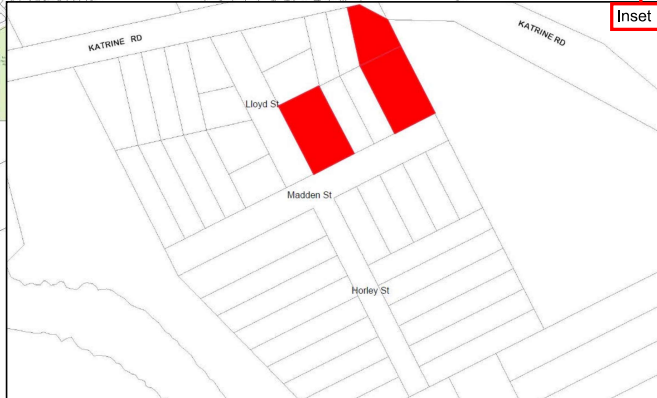 Inset
KATRINE RD
KATRINE RD
Lloyd St
Madden St
Horley St